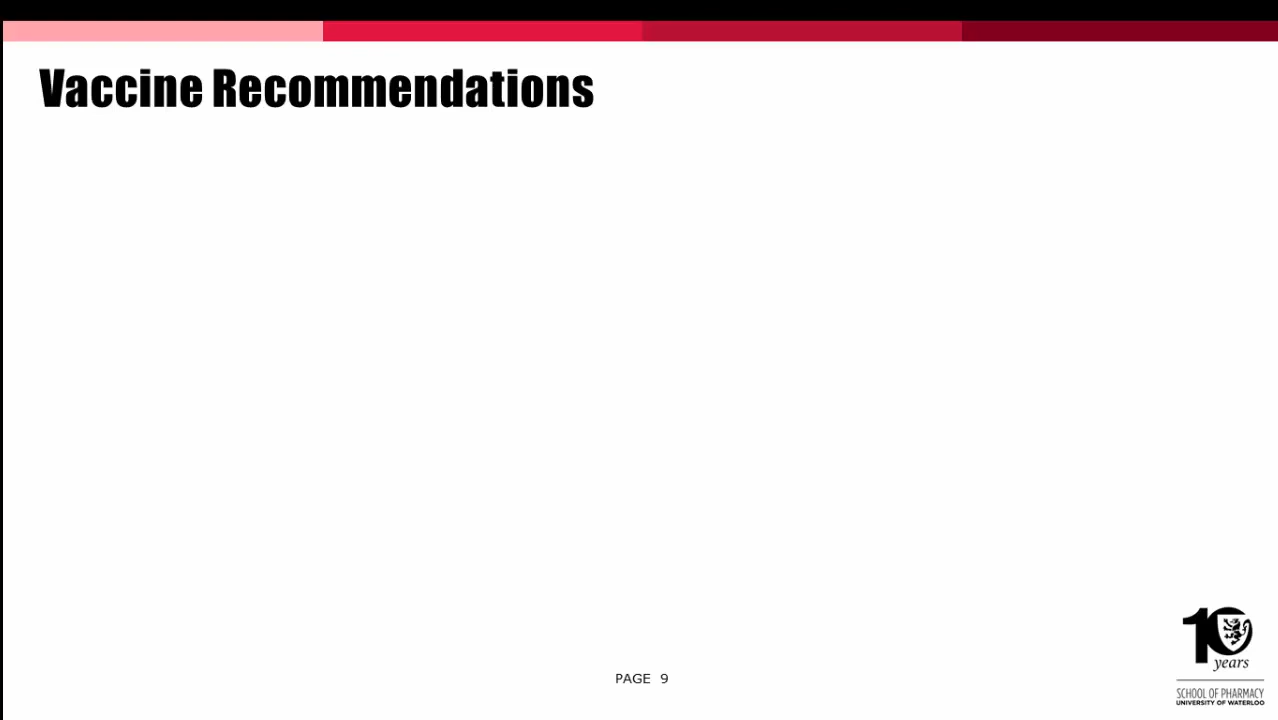 Vaccine Recommendations
10
years
SCHOOL OF PHARMACY
UNIVERSITY OF WATERLOO
PAGE 9